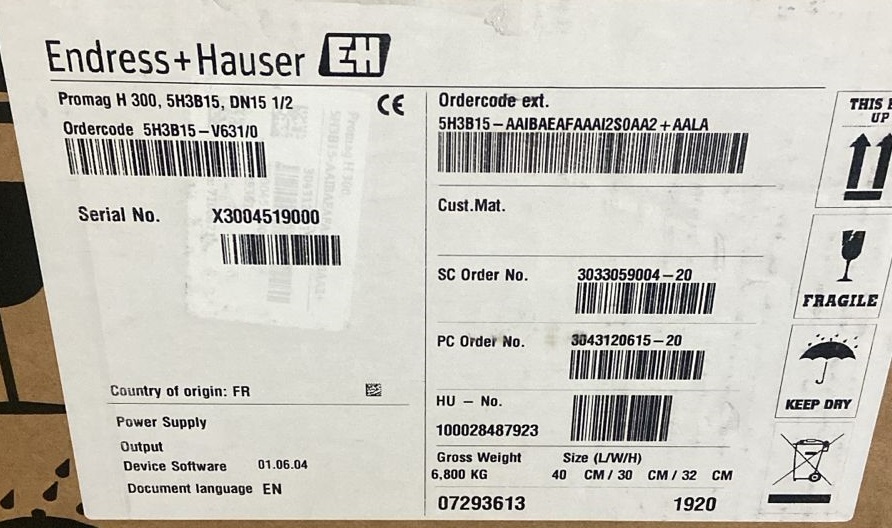 Endress+Hauser EH
Promag H 300, 5H3B15, DN15 1/2
CE
Ordercode 5H3B15-V631/0
Serial No. X3004519000
Country of origin: FR
Power Supply
Output
Device Software 01.06.04
Document language EN
Ordercode ext.
5H3B15-AAIBAEAFAAAI2S0AA2+AALA
Cust.Mat.
SC Order No. 3033059004-20
PC Order No. 3043120615-20
HU - No.
100028487923
Gross Weight Size (L/W/H)
6,800 KG 40 CM / 30 CM / 32 CM
07293613 1920
THIS
UP
FRAGILE
KEEP DRY